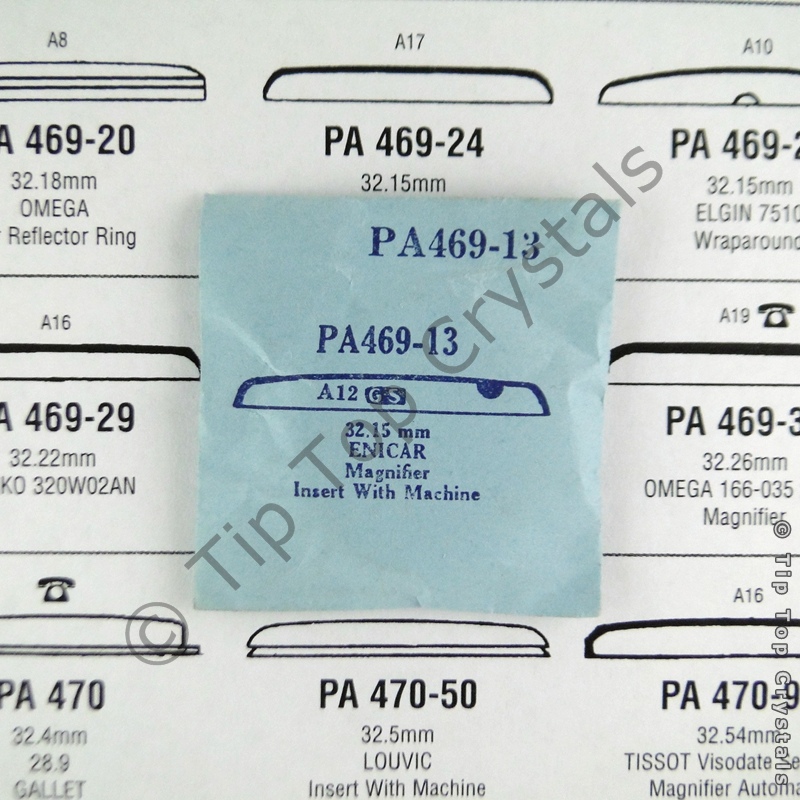 A8
A17
A10
A 469-20
PA 469-24
PA 469-2
32.18mm
32.15mm
32.15mm
OMEGA
ELGIN 7510
Reflector Ring
Wraparound
PA469-13
PA469-13
A12 GS
32.15 mm
ENICAR
Magnifier
Insert With Machine
A16
A19
A 469-29
PA 469-3
32.22mm
32.26mm
KO 320W02AN
OMEGA 166-035
Magnifier
A16
PA 470
PA 470-50
PA 470-9
32.4mm
32.5mm
32.54mm
28.9
LOUVIC
TISSOT Visodate Se
GALLET
Insert With Machine
Magnifier Automa
© Tip Top Crystals
© Tip Top Crystals